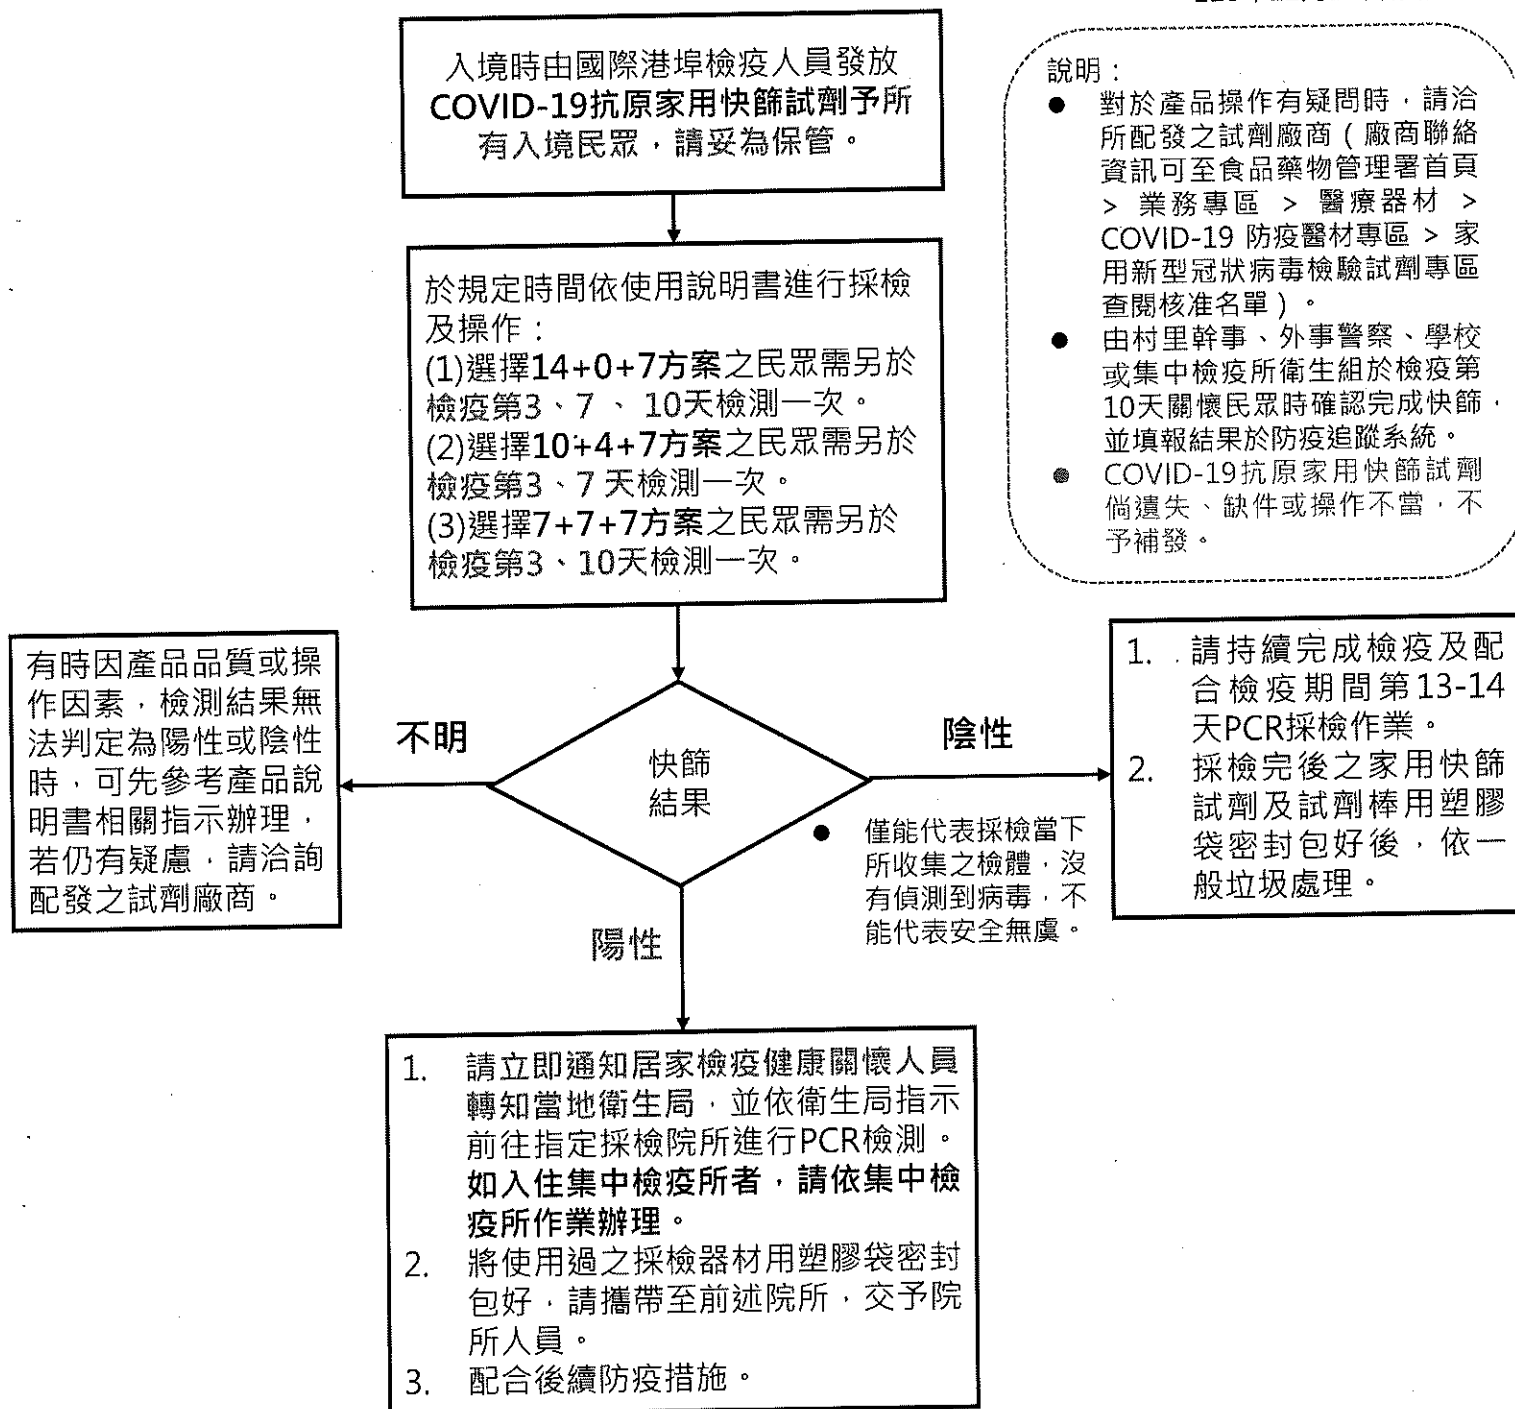 入境時由國際港埠檢疫人員發放
COVID-19抗原家用快篩試劑予所
有入境民眾，請妥為保管。
說明：
● 對於產品操作有疑問時，請洽
所配發之試劑廠商（廠商聯絡
資訊可至食品藥物管理署首頁
> 業務專區 > 醫療器材 >
COVID-19 防疫醫材專區 > 家
用新型冠狀病毒檢驗試劑專區
查閱核准名單）。
● 由村里幹事、外事警察、學校
或集中檢疫所衛生組於檢疫第
10天關懷民眾時確認完成快篩，
並填報結果於防疫追蹤系統。
● COVID-19抗原家用快篩試劑
倘遺失、缺件或操作不當，不
予補發。
於規定時間依使用說明書進行採檢
及操作：
(1)選擇14+0+7方案之民眾需另於
檢疫第3、7 、 10天檢測一次。
(2)選擇10+4+7方案之民眾需另於
檢疫第3、7 天檢測一次。
(3)選擇7+7+7方案之民眾需另於
檢疫第3、10天檢測一次。
快篩
結果
不明
有時因產品品質或操
作因素，檢測結果無
法判定為陽性或陰性
時，可先參考產品說
明書相關指示辦理，
若仍有疑慮，請洽詢
配發之試劑廠商。
陰性
● 僅能代表採檢當下
所收集之檢體，沒
有偵測到病毒，不
能代表安全無虞。
1. 請持續完成檢疫及配
合檢疫期間第13-14
天PCR採檢作業。
2. 採檢完後之家用快篩
試劑及試劑棒用塑膠
袋密封包好後，依一
般垃圾處理。
陽性
1. 請立即通知居家檢疫健康關懷人員
轉知當地衛生局，並依衛生局指示
前往指定採檢院所進行PCR檢測。
如入住集中檢疫所者，請依集中檢
疫所作業辦理。
2. 將使用過之採檢器材用塑膠袋密封
包好，請攜帶至前述院所，交予院
所人員。
3. 配合後續防疫措施。